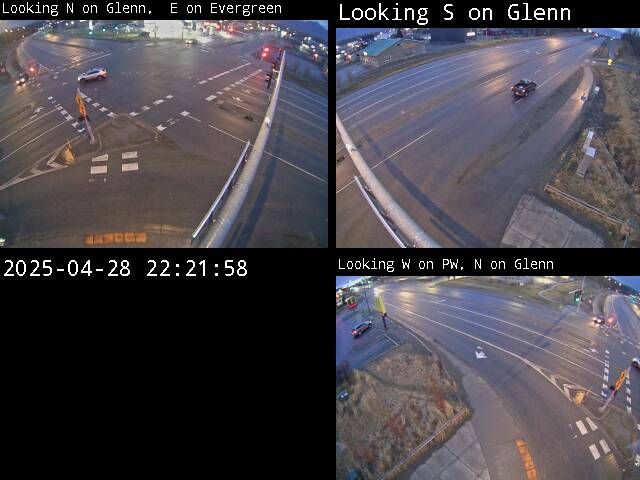 Looking N on Glenn,  E on Evergreen
Looking S on Glenn
2025-04-28 22:21:58
Looking W on PW, N on Glenn